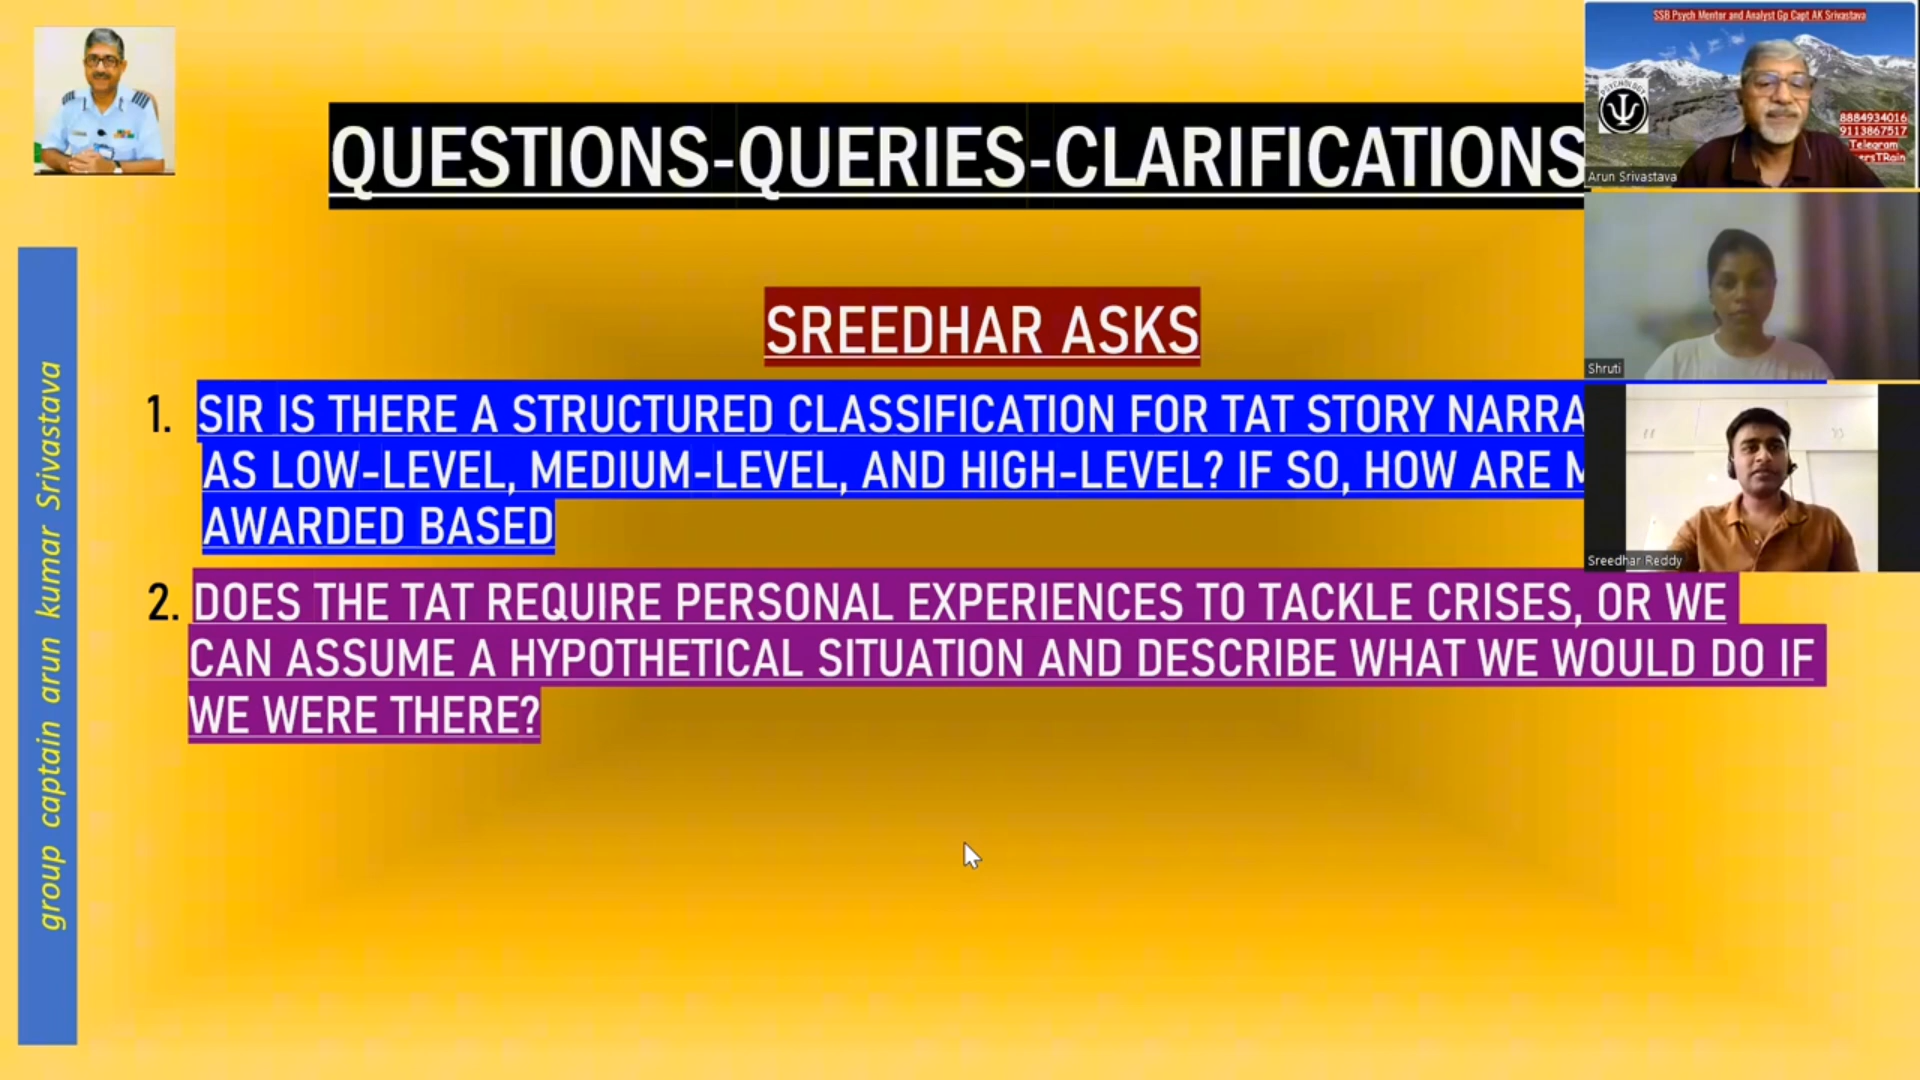 QUESTIONS-QUERIES-CLARIFICATIONS
SREEDHAR ASKS
1. SIR IS THERE A STRUCTURED CLASSIFICATION FOR TAT STORY
AS LOW-LEVEL, MEDIUM-LEVEL, AND HIGH-LEVEL? IF SO, HOW ARE
AWARDED BASED
2. DOES THE TAT REQUIRE PERSONAL EXPERIENCES TO TACKLE CRISES, OR WE
CAN ASSUME A HYPOTHETICAL SITUATION AND DESCRIBE WHAT WE WOULD DO IF
WE WERE THERE?
group captain arun kumar Srivastava
SSB Psych Mentor and Analyst Gp Capt AK Srivastava
PSYCHOLOGY
Ψ
8884934016
9113867517
Telegram
Arun Srivastava
Shruti
Sreedhar Reddy